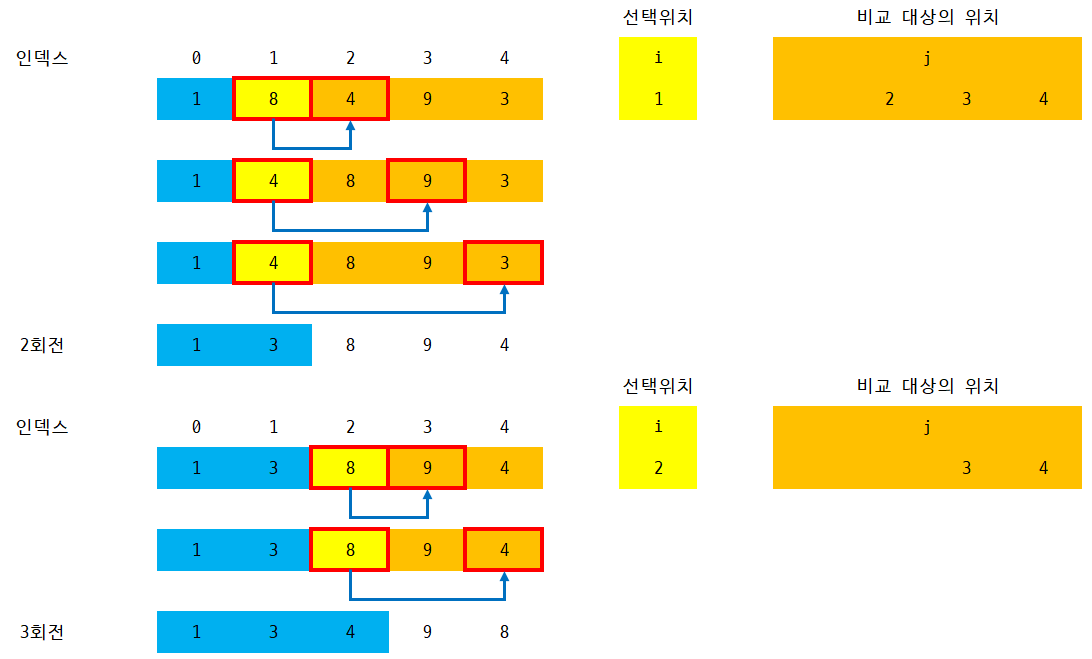 선택위치 비교 대상의 위치
인덱스 0 1 2 3 4 i j
1 8 4 9 3 1 2 3 4
1 4 8 9 3
1 4 8 9 3
2회전 1 3 8 9 4
선택위치 비교 대상의 위치
인덱스 0 1 2 3 4 i j
1 3 8 9 4 2 3 4
1 3 8 9 4
3회전 1 3 4 9 8